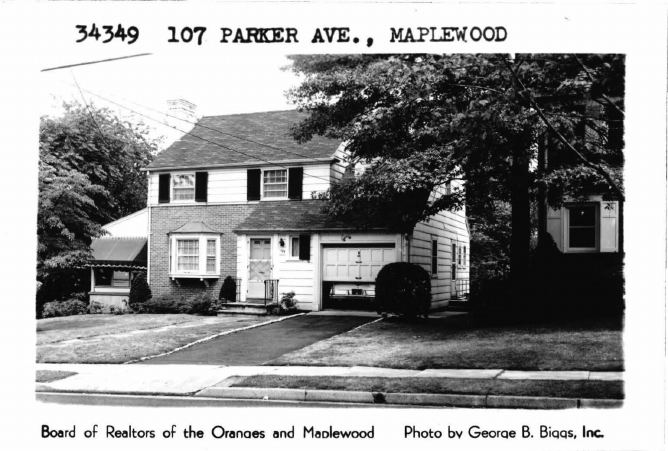 34349 107 PARKER AVE., MAPLEWOOD
Board of Realtors of the Oranges and Maplewood Photo by George B. Biggs, Inc.